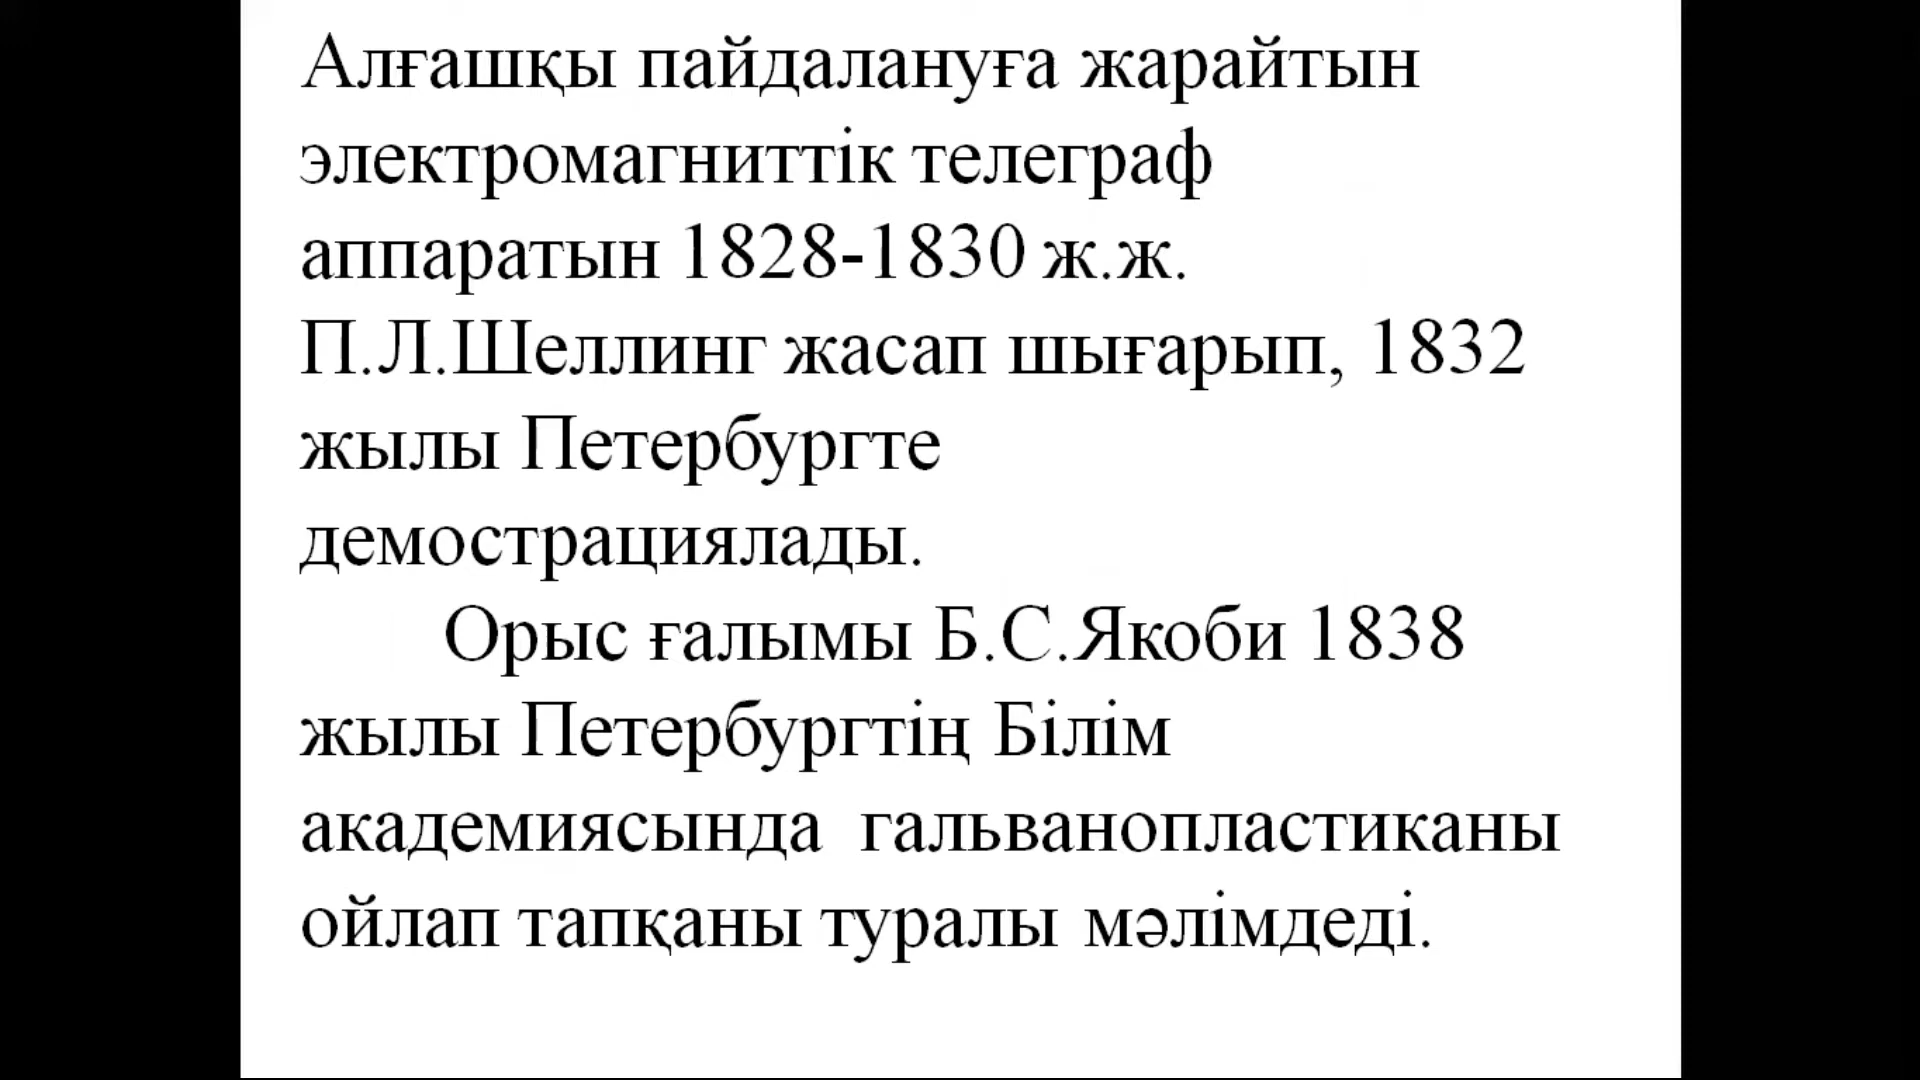 Алғашқы пайдалануға жарайтын
электромагниттік телеграф
аппаратын 1828-1830 ж.ж.
П.Л.Шеллинг жасап шығарып, 1832
жылы Петербургте
демострациялады.
Орыс ғалымы Б.С.Якоби 1838
жылы Петербургтің Білім
академиясында гальванопластиканы
ойлап тапқаны туралы мәлімдеді.